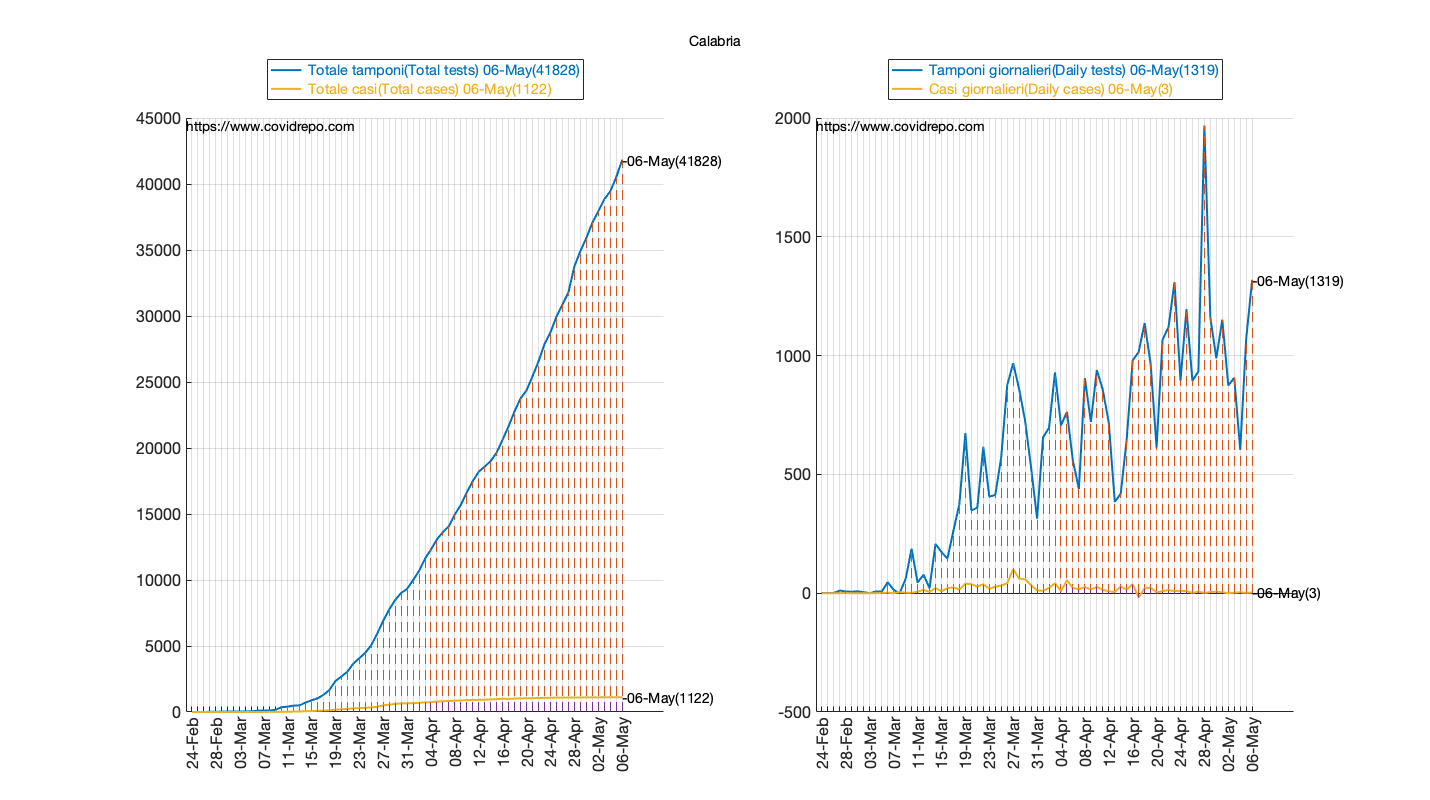 Calabria
Totale tamponi(Total tests) 06-May(41828)
Totale casi(Total cases) 06-May(1122)
45000
40000
35000
30000
25000
20000
15000
10000
5000
0
https://www.covidrepo.com
-06-May(41828)
-06-May(1122)
24-Feb
28-Feb
03-Mar
07-Mar
11-Mar
15-Mar
19-Mar
23-Mar
27-Mar
31-Mar
04-Apr
08-Apr
12-Apr
16-Apr
20-Apr
24-Apr
28-Apr
02-May
06-May
Tamponi giornalieri(Daily tests) 06-May(1319)
Casi giornalieri(Daily cases) 06-May(3)
2000
1500
1000
500
0
-500
https://www.covidrepo.com
-06-May(1319)
-06-May(3)
24-Feb
28-Feb
03-Mar
07-Mar
11-Mar
15-Mar
19-Mar
23-Mar
27-Mar
31-Mar
04-Apr
08-Apr
12-Apr
16-Apr
20-Apr
24-Apr
28-Apr
02-May
06-May